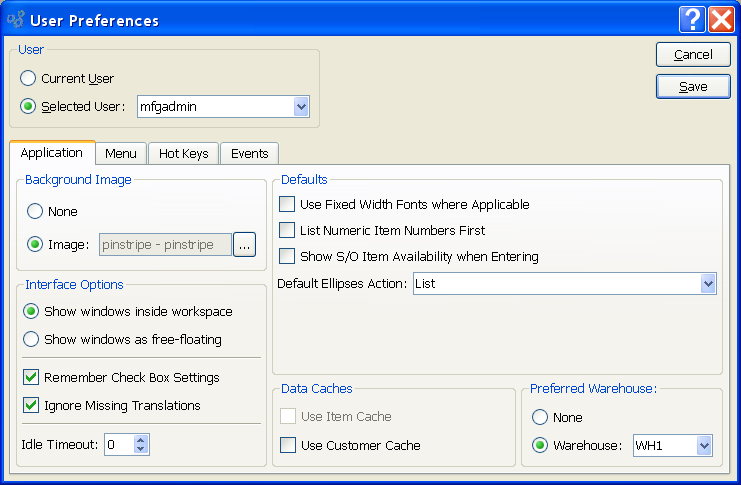 User Preferences
User
Current User
Selected User: mfgadmin
Cancel
Save
Application Menu Hot Keys Events
Background Image
None
Image: pinstripe - pinstripe ...
Interface Options
Show windows inside workspace
Show windows as free-floating
Remember Check Box Settings
Ignore Missing Translations
Idle Timeout: 0
Defaults
Use Fixed Width Fonts where Applicable
List Numeric Item Numbers First
Show S/O Item Availability when Entering
Default Ellipses Action: List
Data Caches
Use Item Cache
Use Customer Cache
Preferred Warehouse:
None
Warehouse: WH1